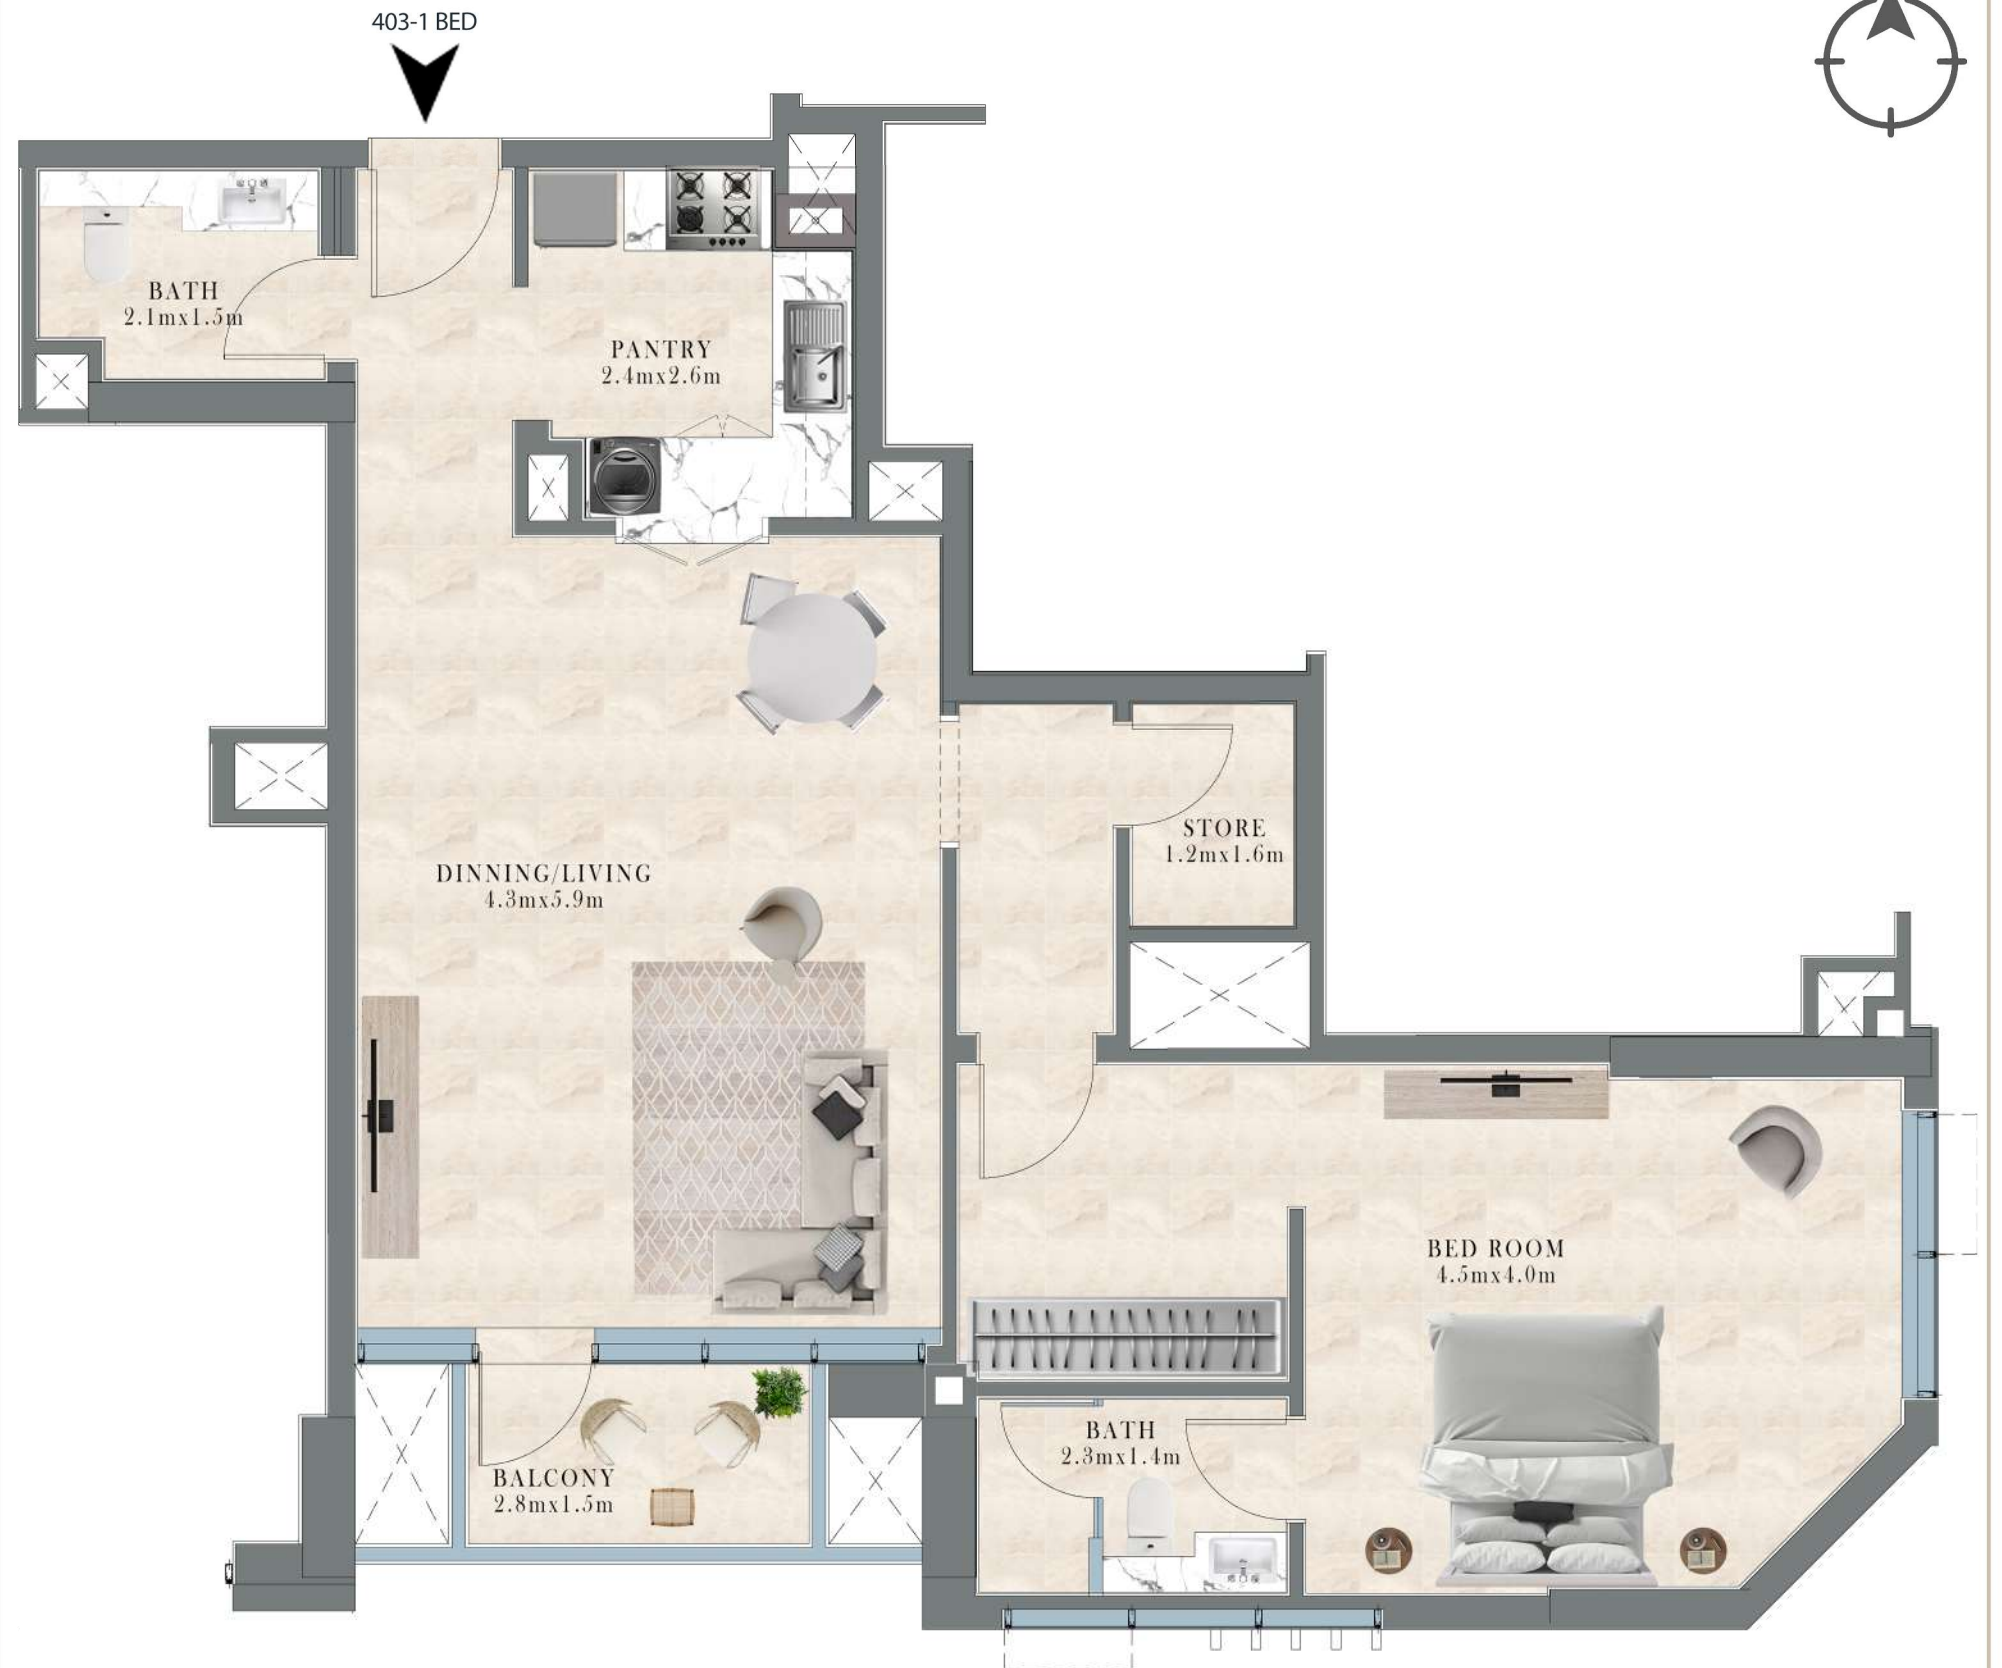 403-1 BED
BATH
2.1mx1.5m
PANTRY
2.4mx2.6m
STORE
1.2mx1.6m
DINNING/LIVING
4.3mx5.9m
BED ROOM
4.5mx4.0m
BATH
2.3mx1.4m
BALCONY
2.8mx1.5m